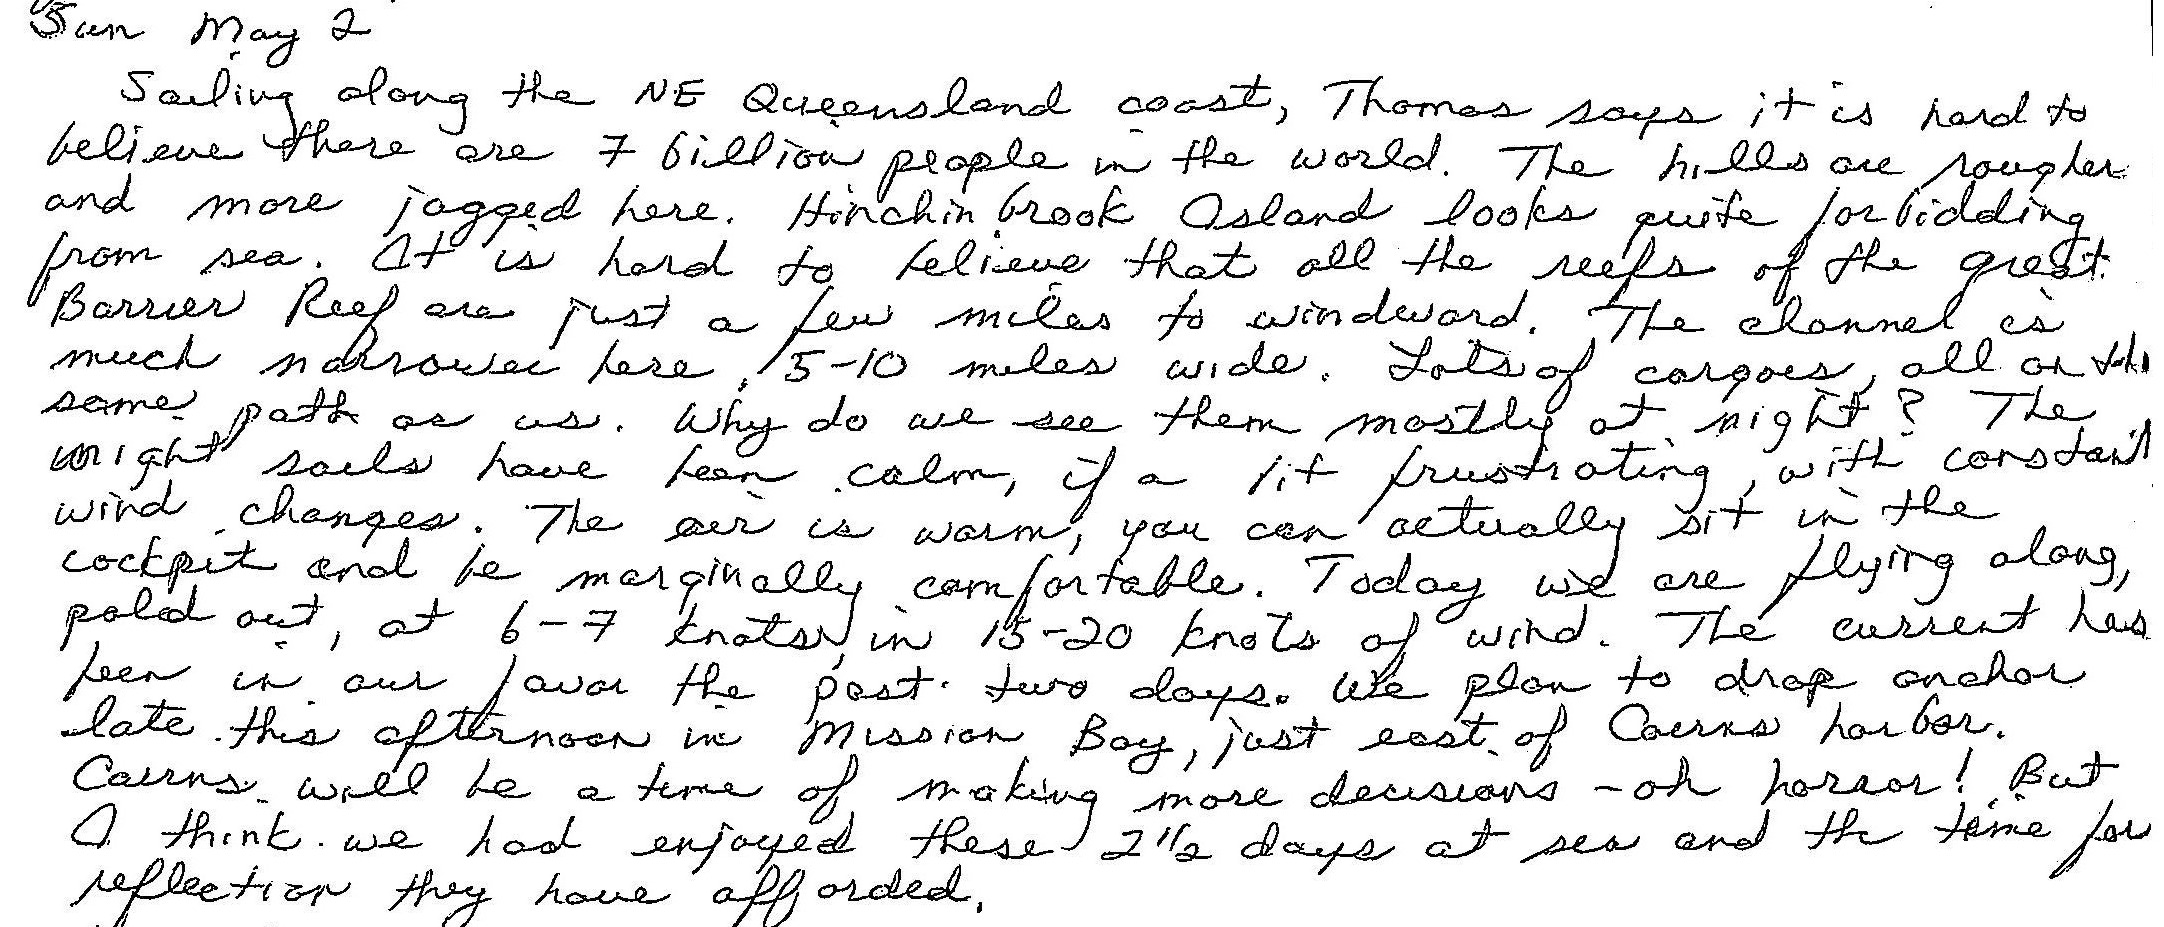 Sun May 2
Sailing along the NE Queensland coast, Thomas says it is hard to
believe there are 7 billion people in the world. The hills are rougher
and more jagged here. Hinchinbrook Island looks quite forbidding
from sea. It is hard to believe that all the reefs of the great
Barrier Reef are just a few miles to windward. The channel is
much narrower here, 5-10 miles wide. Lots of cargoes, all on the
same path as us. Why do we see them mostly at night? The
night sails have been calm, if a bit frustrating, with constant
wind changes. The air is warm, you can actually sit in the
cockpit and be marginally comfortable. Today we are flying along,
poled out, at 6-7 knots, in 15-20 knots of wind. The current has
been in our favor the past two days. We plan to drop anchor
late this afternoon in Mission Bay, just east of Cairns harbor.
Cairns will be a time of making more decisions - oh horror! But
I think we had enjoyed these 2 1/2 days at sea and the time for
reflection they have afforded.